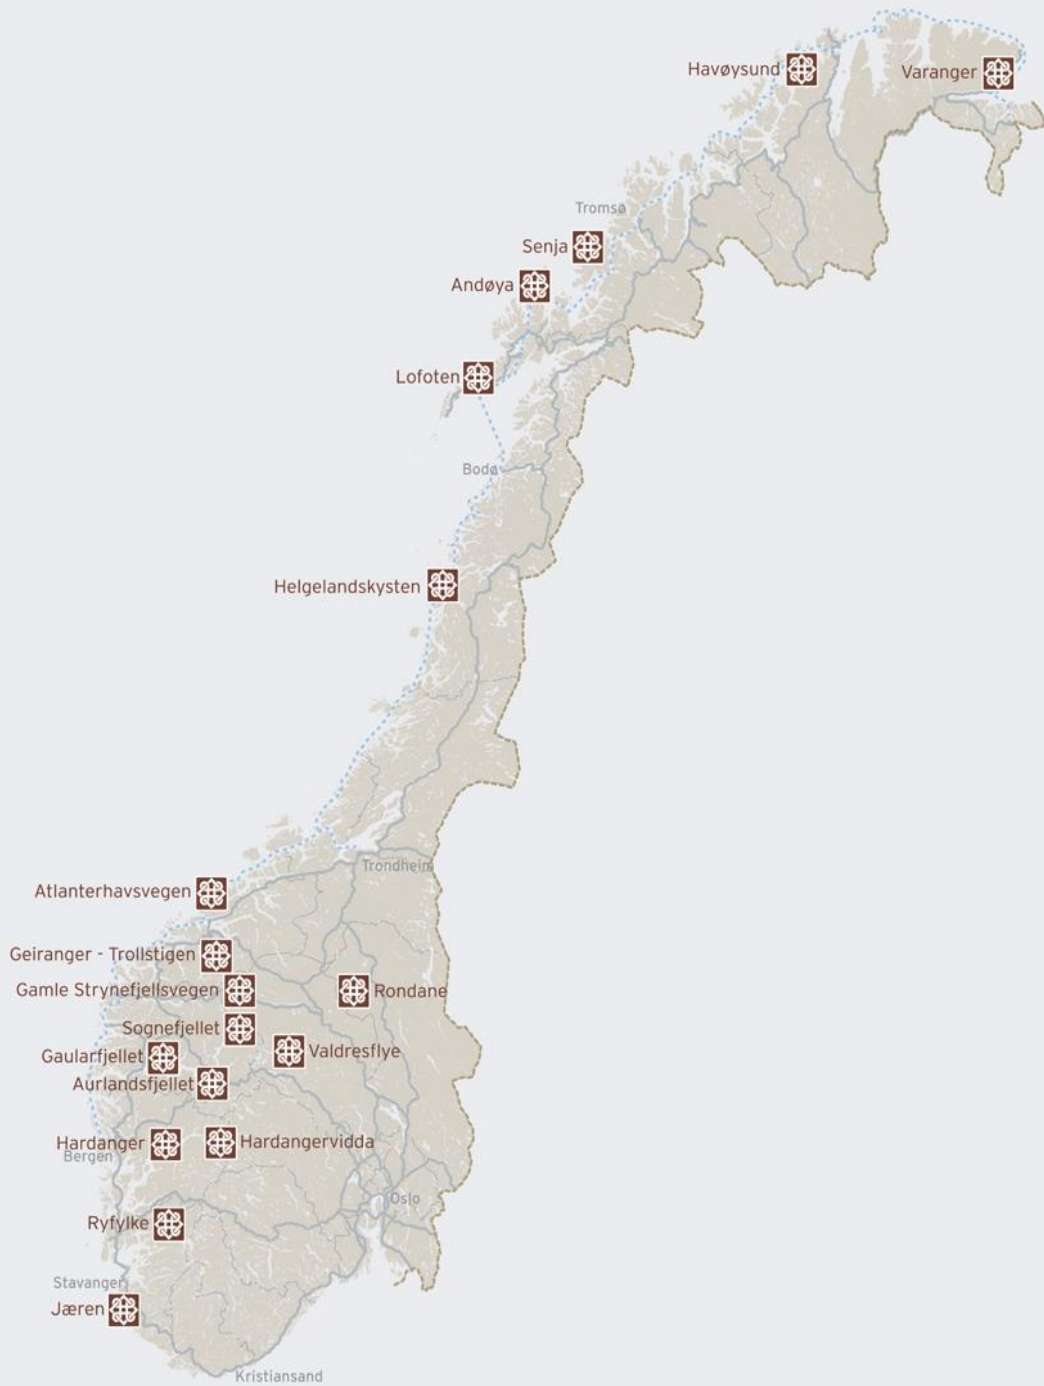 Havøysund
Varanger
Tromsø
Senja
Andøya
Lofoten
Bodø
Helgelandskysten
Trondheim
Atlanterhavsvegen
Geiranger - Trollstigen
Gamle Strynefjellsvegen
Rondane
Sognefjellet
Valdresflye
Gaularfjellet
Aurlandsfjellet
Hardanger
Hardangervidda
Bergen
Oslo
Ryfylke
Stavanger
Jæren
Kristiansand